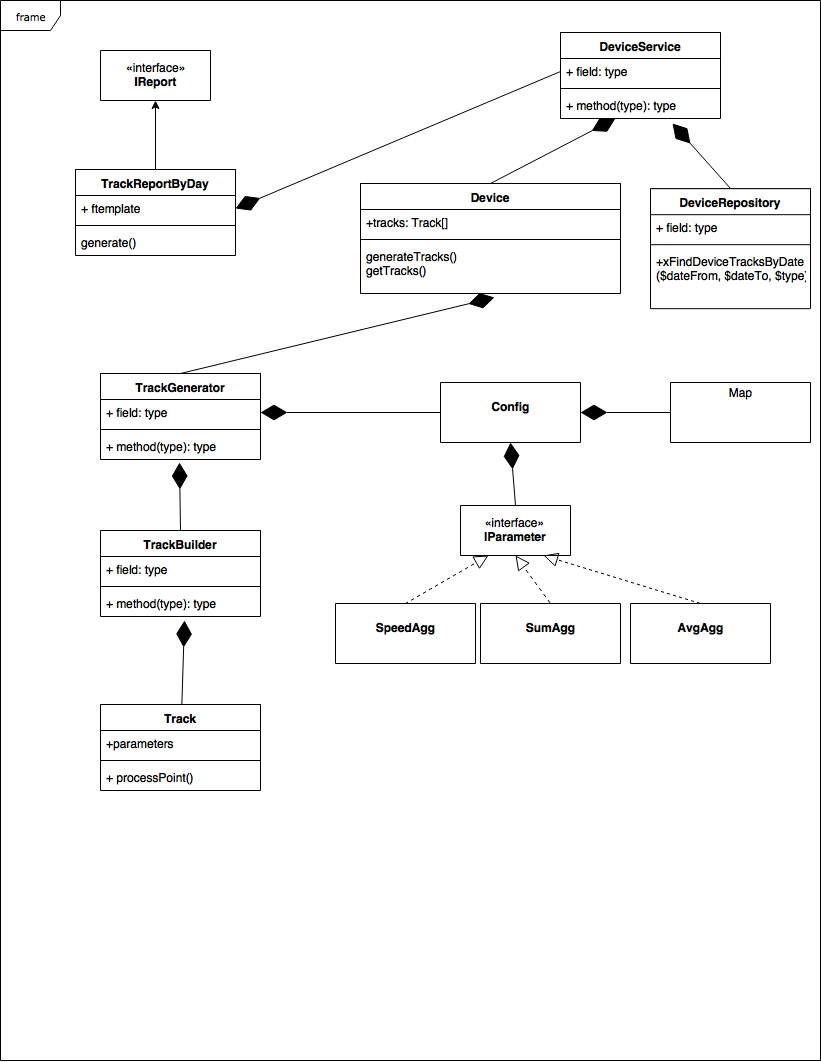 frame
«interface»
IReport
DeviceService
+ field: type
+ method(type): type
TrackReportByDay
+ ftemplate
generate()
Device
+tracks: Track[]
generateTracks()
getTracks()
DeviceRepository
+ field: type
+xFindDeviceTracksByDate
($dateFrom, $dateTo, $type)
TrackGenerator
+ field: type
+ method(type): type
Config
Map
«interface»
IParameter
TrackBuilder
+ field: type
+ method(type): type
SpeedAgg
SumAgg
AvgAgg
Track
+parameters
+ processPoint()